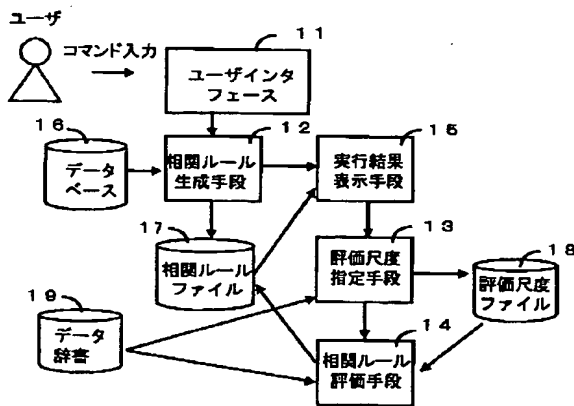 ユーザ
コマンド入力
11
ユーザインタ
フェース
16
データ
ベース
12
相関ルール
生成手段
15
実行結果
表示手段
17
相関ルール
ファイル
13
評価尺度
指定手段
18
評価尺度
ファイル
19
データ
辞書
14
相関ルール
評価手段